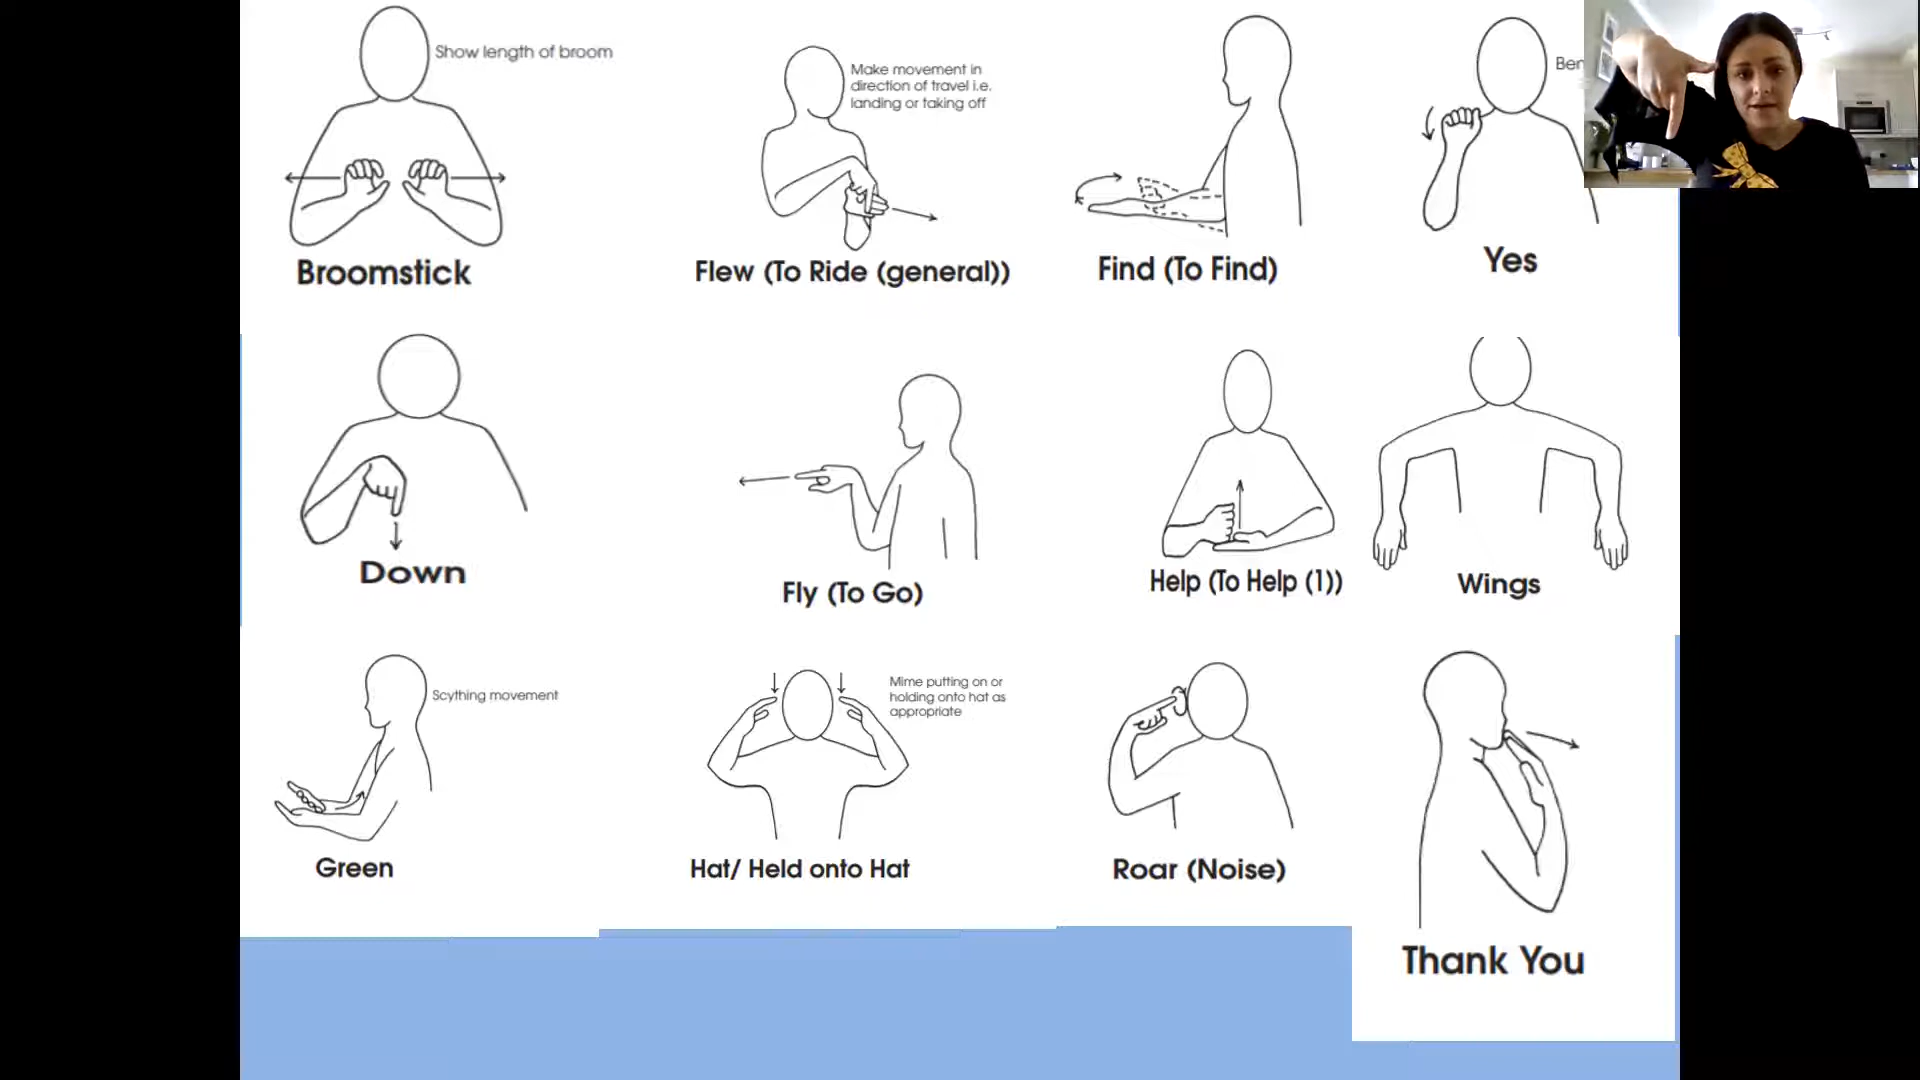 Show length of broom
Make movement in
direction of travel i.e.
landing or taking off
Broomstick
Flew (To Ride (general))
Find (To Find)
Yes
Down
Fly (To Go)
Help (To Help (1))
Wings
Scything movement
Mime putting on or
holding onto hat as
appropriate
Green
Hat/ Held onto Hat
Roar (Noise)
Thank You